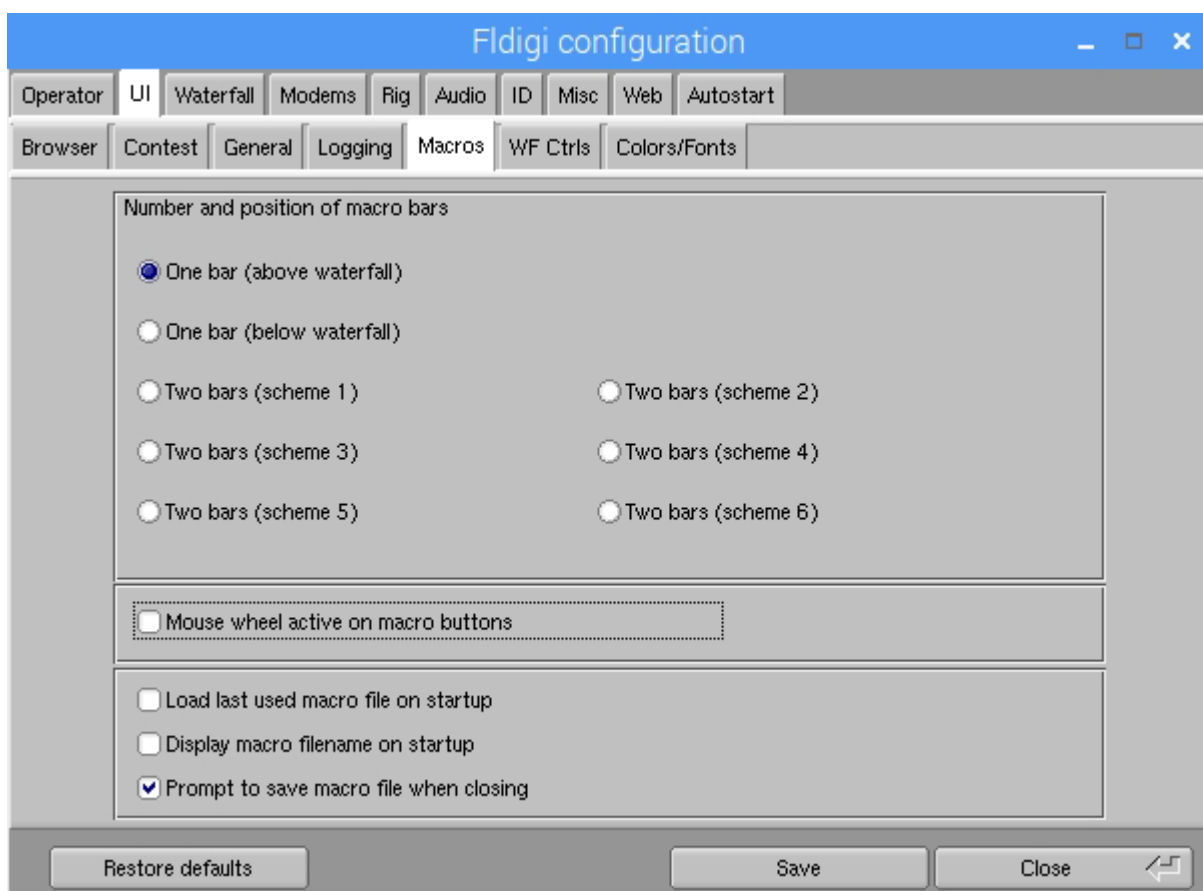 Fldigi configuration
Operator UI Waterfall Modems Rig Audio ID Misc Web Autostart
Browser Contest General Logging Macros WF Ctrls Colors/Fonts
Number and position of macro bars
One bar (above waterfall)
One bar (below waterfall)
Two bars (scheme 1) Two bars (scheme 2)
Two bars (scheme 3) Two bars (scheme 4)
Two bars (scheme 5) Two bars (scheme 6)
Mouse wheel active on macro buttons
Load last used macro file on startup
Display macro filename on startup
Prompt to save macro file when closing
Restore defaults Save Close